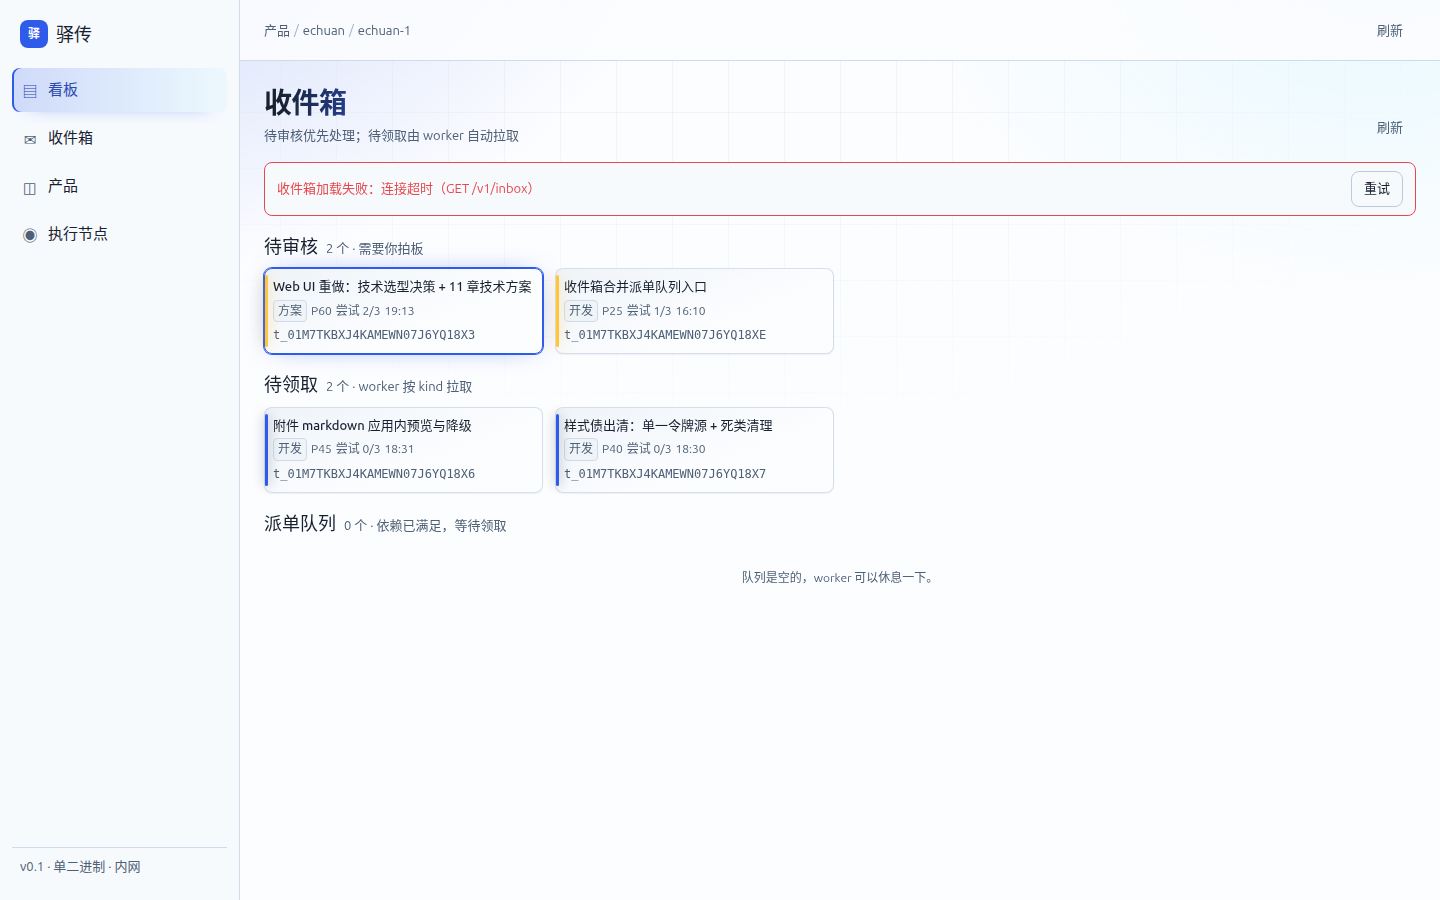 驿 驿传
看板
收件箱
产品
执行节点
v0.1 · 单二进制 · 内网
产品 / echuan / echuan-1
刷新
收件箱
待审核优先处理；待领取由 worker 自动拉取
刷新
收件箱加载失败：连接超时（GET /v1/inbox）
重试
待审核 2 个 · 需要你拍板
Web UI 重做：技术选型决策 + 11 章技术方案
方案 P60 尝试 2/3 19:13
t_01M7TKBXJ4KAMEWN07J6YQ18X3
收件箱合并派单队列入口
开发 P25 尝试 1/3 16:10
t_01M7TKBXJ4KAMEWN07J6YQ18XE
待领取 2 个 · worker 按 kind 拉取
附件 markdown 应用内预览与降级
开发 P45 尝试 0/3 18:31
t_01M7TKBXJ4KAMEWN07J6YQ18X6
样式债出清：单一令牌源 + 死类清理
开发 P40 尝试 0/3 18:30
t_01M7TKBXJ4KAMEWN07J6YQ18X7
派单队列 0 个 · 依赖已满足，等待领取
队列是空的，worker 可以休息一下。